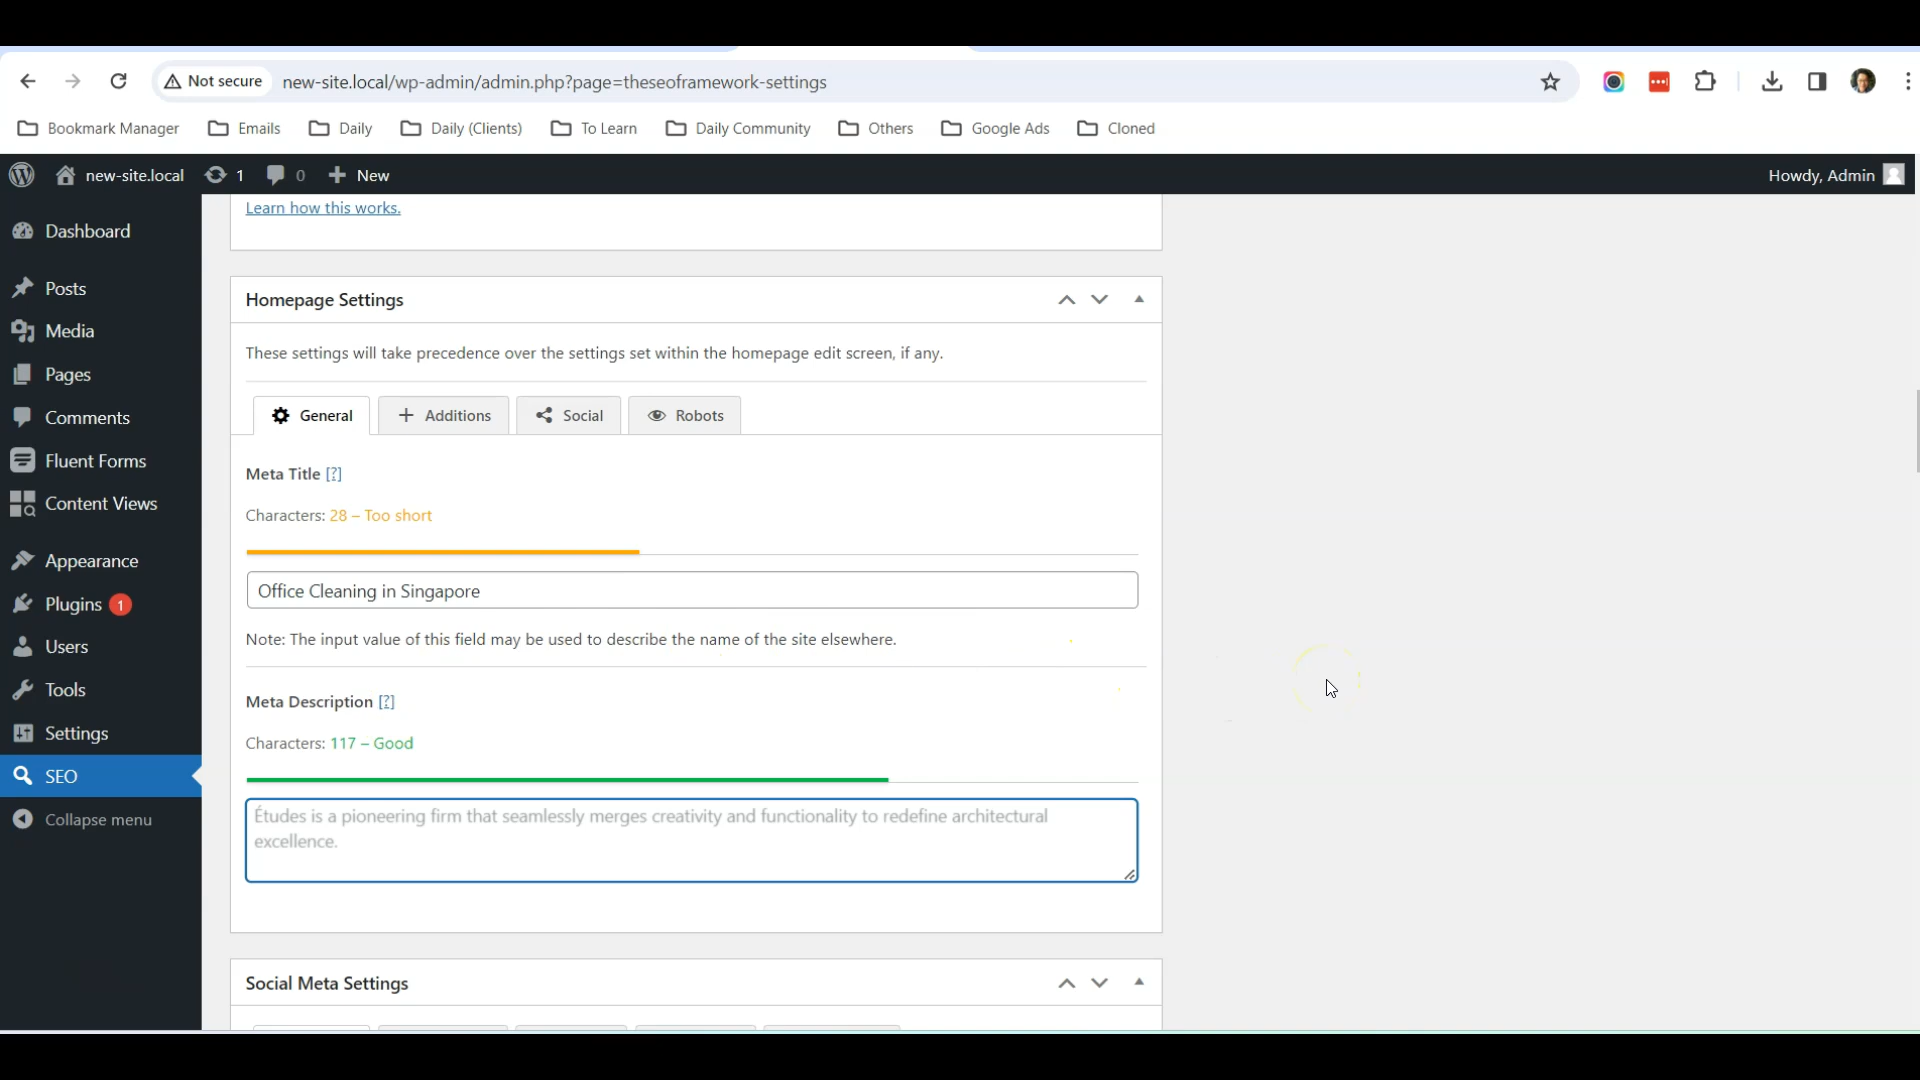 Not secure
new-site.local/wp-admin/admin.php?page=theseoframework-settings
Bookmark Manager Emails Daily Daily (Clients) To Learn Daily Community Others Google Ads Cloned
new-site.local 1 0 New Howdy, Admin
Learn how this works.
Dashboard
Posts
Media
Pages
Comments
Fluent Forms
Content Views
Appearance
Plugins 1
Users
Tools
Settings
SEO
Collapse menu
Homepage Settings
These settings will take precedence over the settings set within the homepage edit screen, if any.
General Additions Social Robots
Meta Title [?]
Characters: 28 – Too short
Office Cleaning in Singapore
Note: The input value of this field may be used to describe the name of the site elsewhere.
Meta Description [?]
Characters: 117 – Good
Études is a pioneering firm that seamlessly merges creativity and functionality to redefine architectural
excellence.
Social Meta Settings